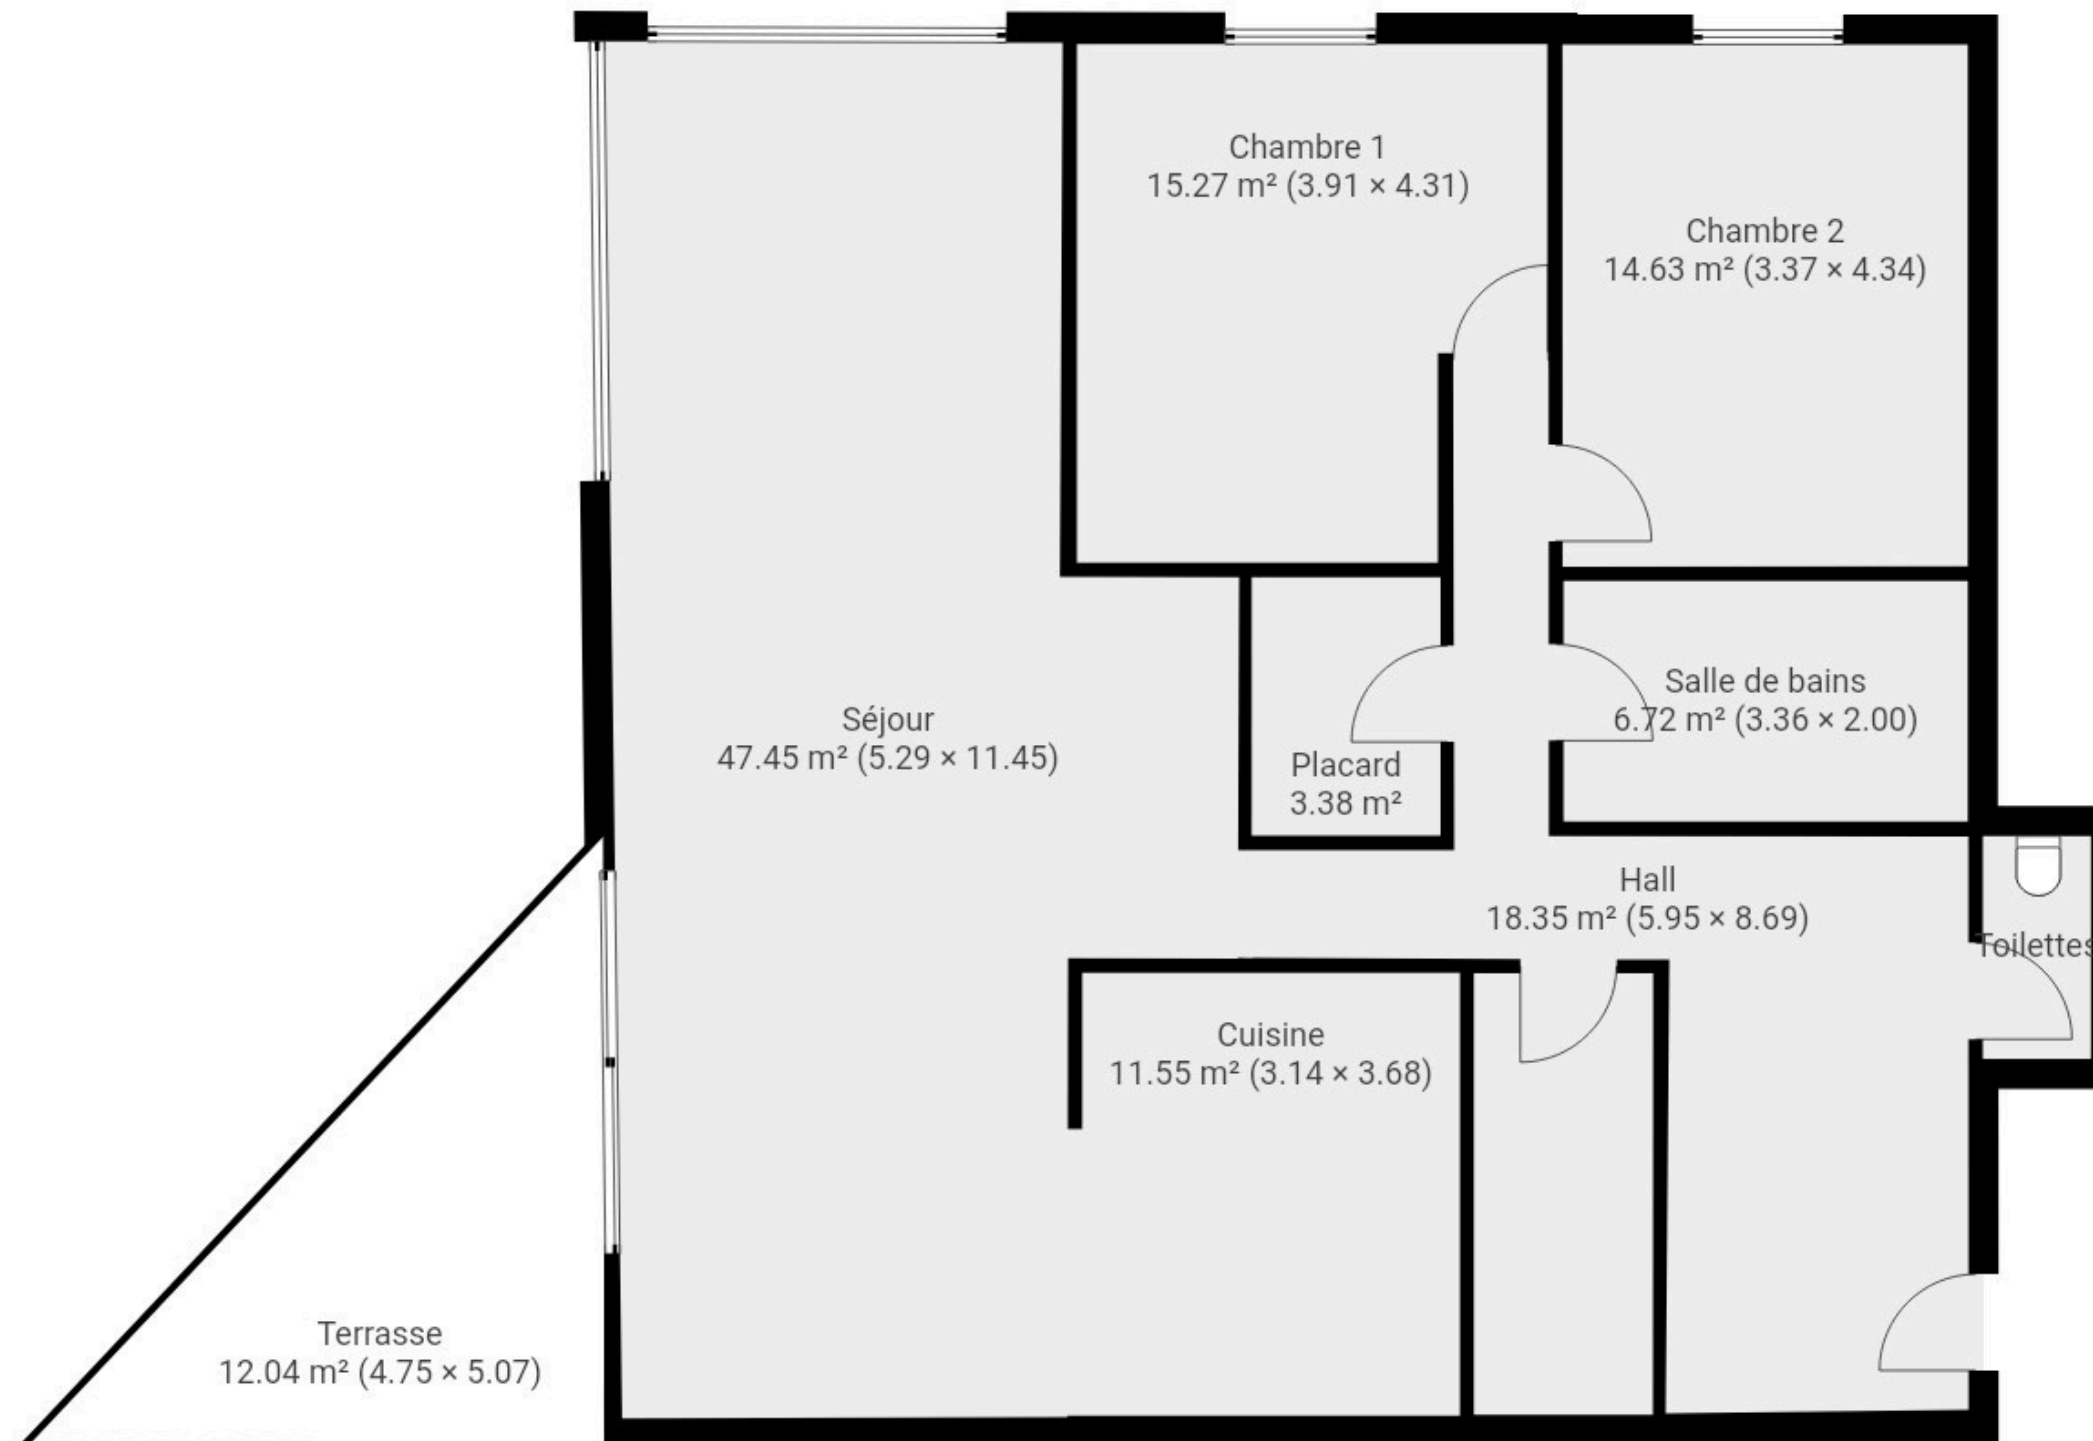 Chambre 1
15.27 m² (3.91 × 4.31)
Chambre 2
14.63 m² (3.37 × 4.34)
Salle de bains
6.72 m² (3.36 × 2.00)
Séjour
47.45 m² (5.29 × 11.45)
Placard
3.38 m²
Hall
18.35 m² (5.95 × 8.69)
Toilettes
Cuisine
11.55 m² (3.14 × 3.68)
Terrasse
12.04 m² (4.75 × 5.07)